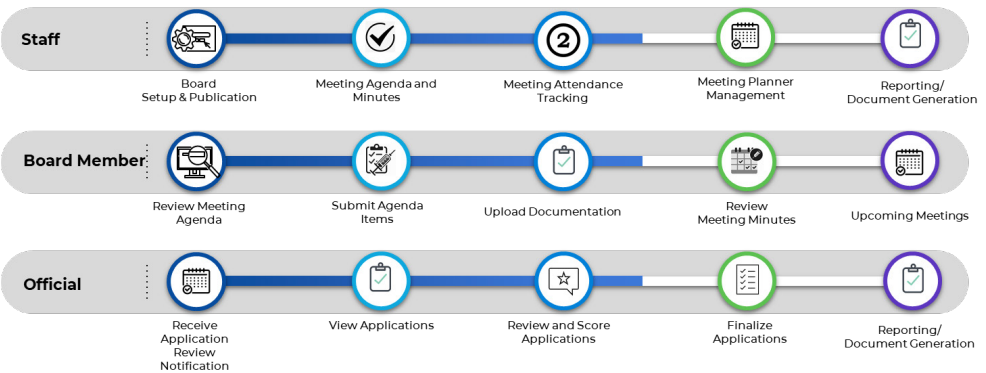 Staff
Board
Setup & Publication
Meeting Agenda and
Minutes
2
Meeting Attendance
Tracking
Meeting Planner
Management
Reporting/
Document Generation
Board Member
Review Meeting
Agenda
Submit Agenda
Items
Upload Documentation
Review
Meeting Minutes
Upcoming Meetings
Official
Receive
Application
Review
Notification
View Applications
Review and Score
Applications
Finalize
Applications
Reporting/
Document Generation